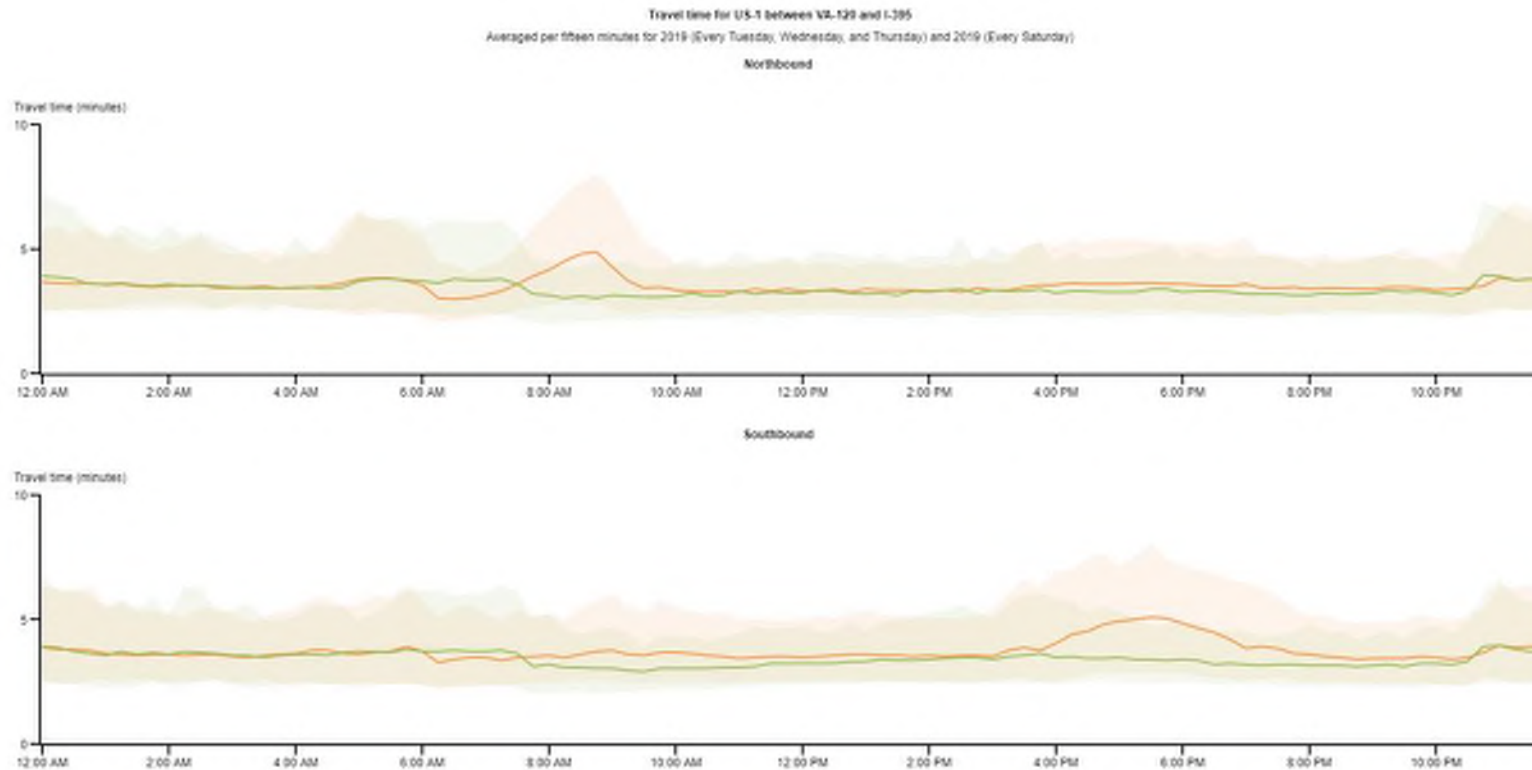 Travel time for US-1 between VA-120 and I-395
Averaged per fifteen minutes for 2019 (Every Tuesday, Wednesday, and Thursday) and 2019 (Every Saturday)
Northbound
Travel time (minutes)
10
5
0
12:00 AM 2:00 AM 4:00 AM 6:00 AM 8:00 AM 10:00 AM 12:00 PM 2:00 PM 4:00 PM 6:00 PM 8:00 PM 10:00 PM
Southbound
Travel time (minutes)
10
5
0
12:00 AM 2:00 AM 4:00 AM 6:00 AM 8:00 AM 10:00 AM 12:00 PM 2:00 PM 4:00 PM 6:00 PM 8:00 PM 10:00 PM